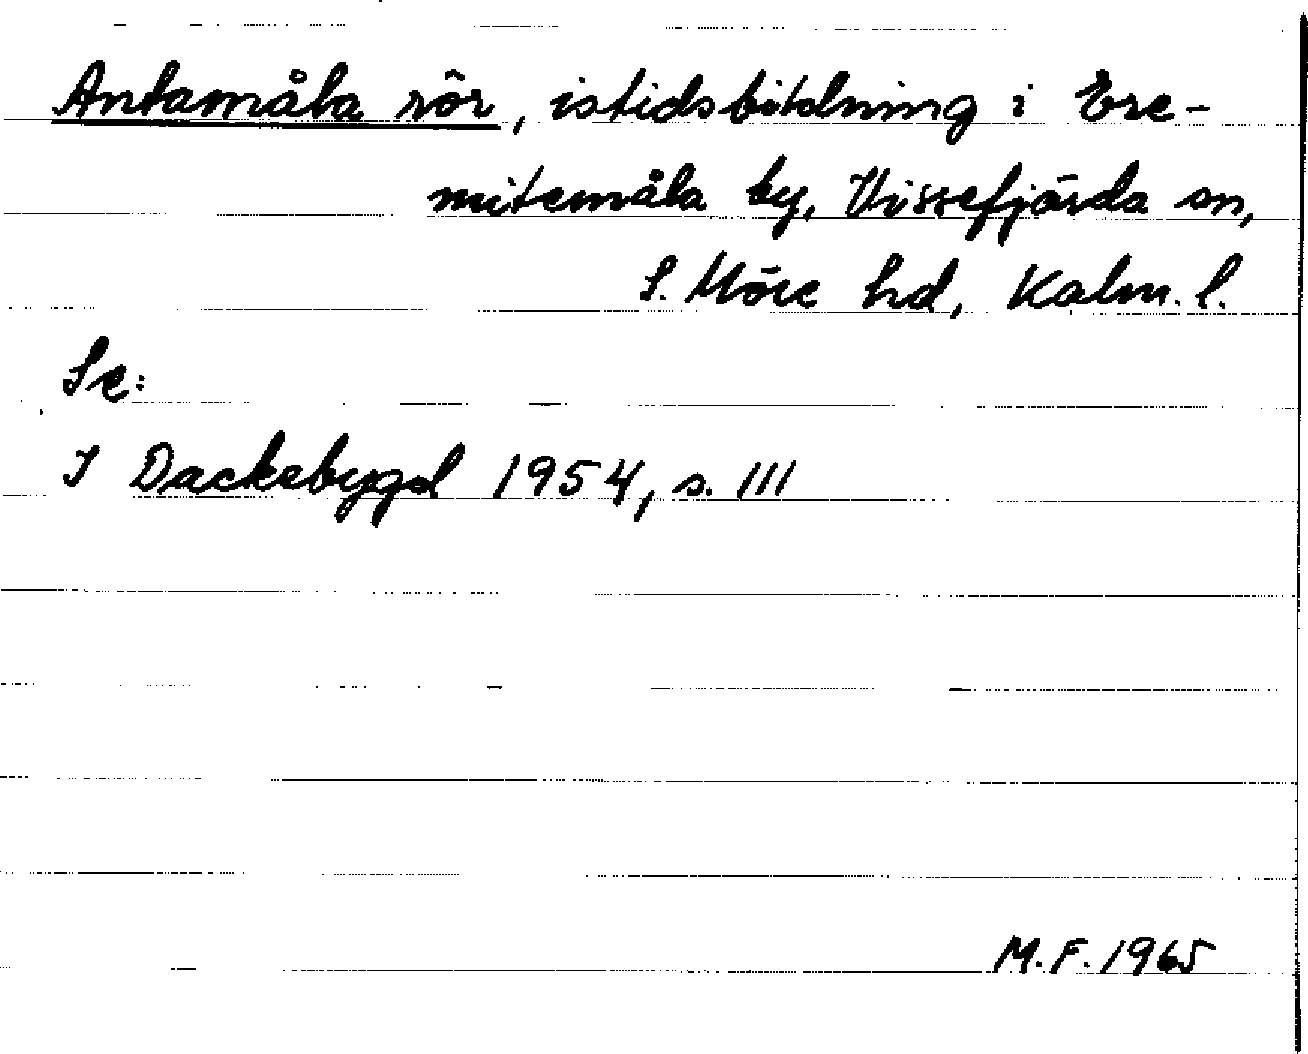 Antamåla rör, istidsbildning i Ere-
mitemåla by, Vissefjärda sn,
S. Möre hd, Kalm. l.
Se:
I Dackebygd 1954, s. 111
M.F. 1965